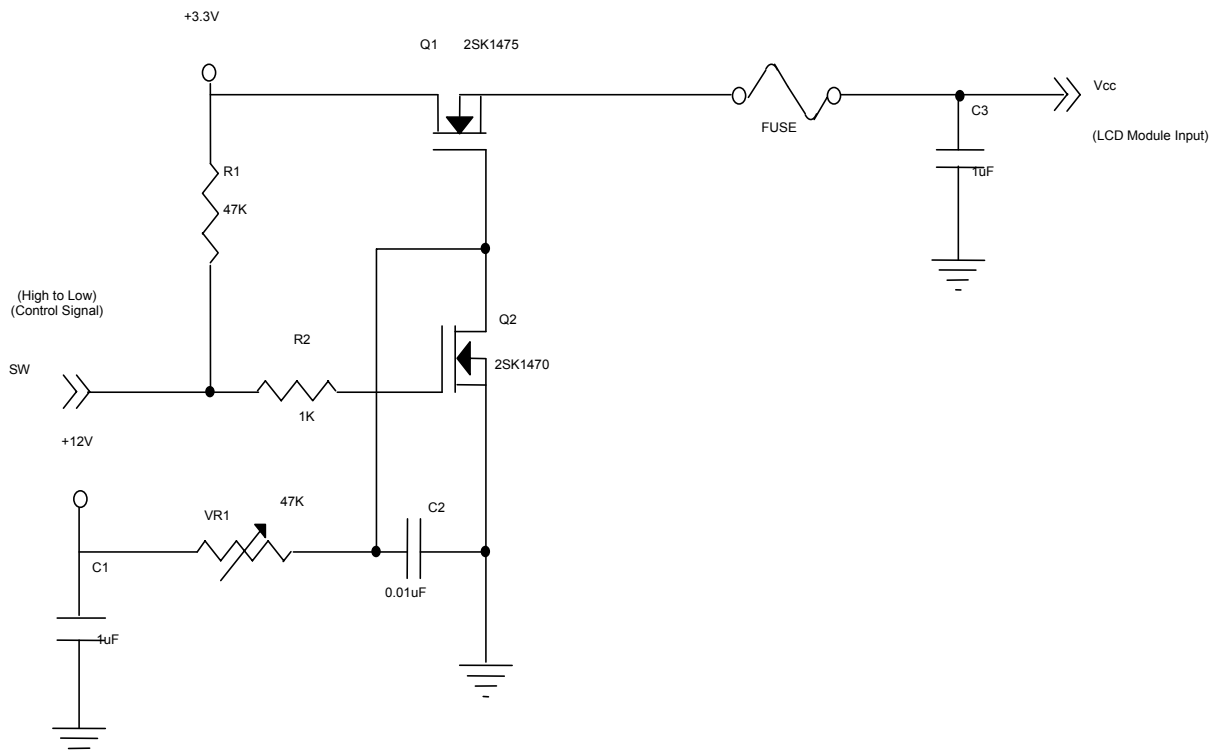 +3.3V
Q1 2SK1475
FUSE
C3
1uF
Vcc
(LCD Module Input)
R1
47K
(High to Low)
(Control Signal)
SW
R2
1K
Q2
2SK1470
+12V
VR1
47K
C2
0.01uF
C1
1uF